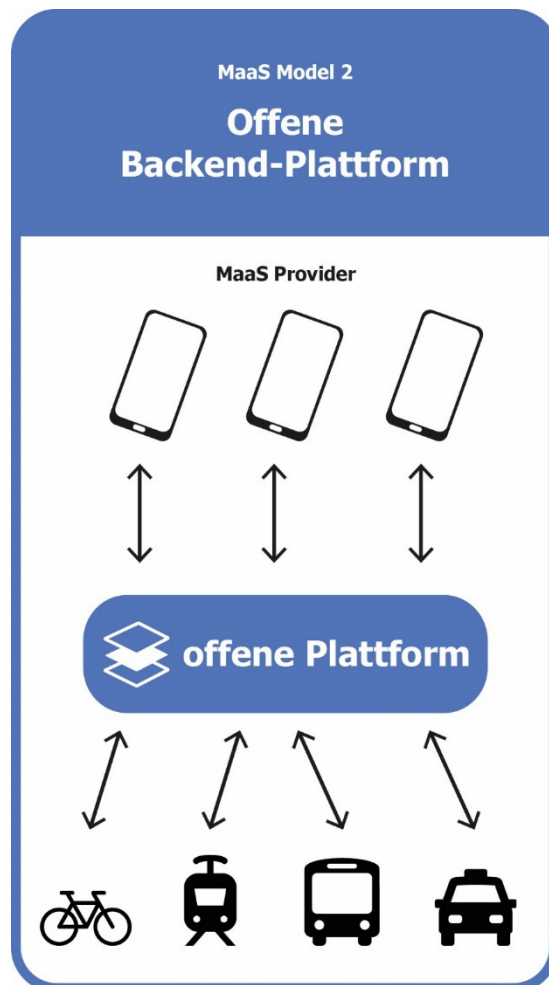 MaaS Model 2
Offene
Backend-Plattform
MaaS Provider
offene Plattform